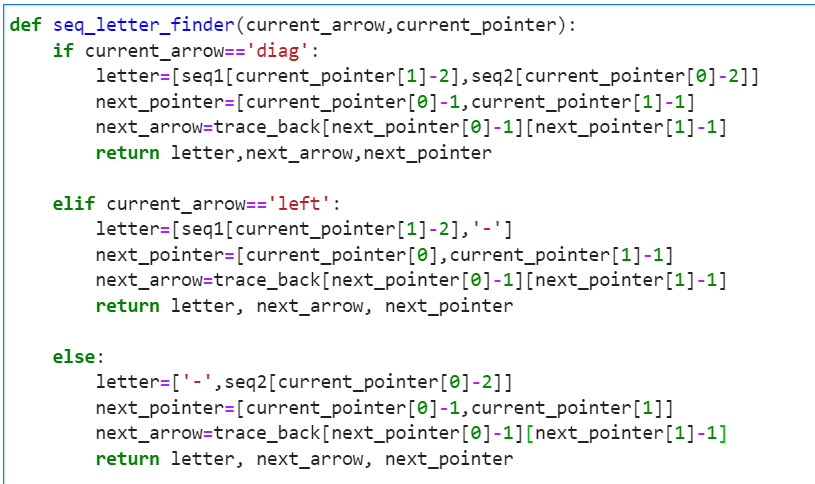 def seq_letter_finder(current_arrow,current_pointer):
    if current_arrow=='diag':
        letter=[seq1[current_pointer[1]-2],seq2[current_pointer[0]-2]]
        next_pointer=[current_pointer[0]-1,current_pointer[1]-1]
        next_arrow=trace_back[next_pointer[0]-1][next_pointer[1]-1]
        return letter,next_arrow,next_pointer

    elif current_arrow=='left':
        letter=[seq1[current_pointer[1]-2],'-']
        next_pointer=[current_pointer[0],current_pointer[1]-1]
        next_arrow=trace_back[next_pointer[0]-1][next_pointer[1]-1]
        return letter, next_arrow, next_pointer

    else:
        letter=['-',seq2[current_pointer[0]-2]]
        next_pointer=[current_pointer[0]-1,current_pointer[1]]
        next_arrow=trace_back[next_pointer[0]-1][next_pointer[1]-1]
        return letter, next_arrow, next_pointer